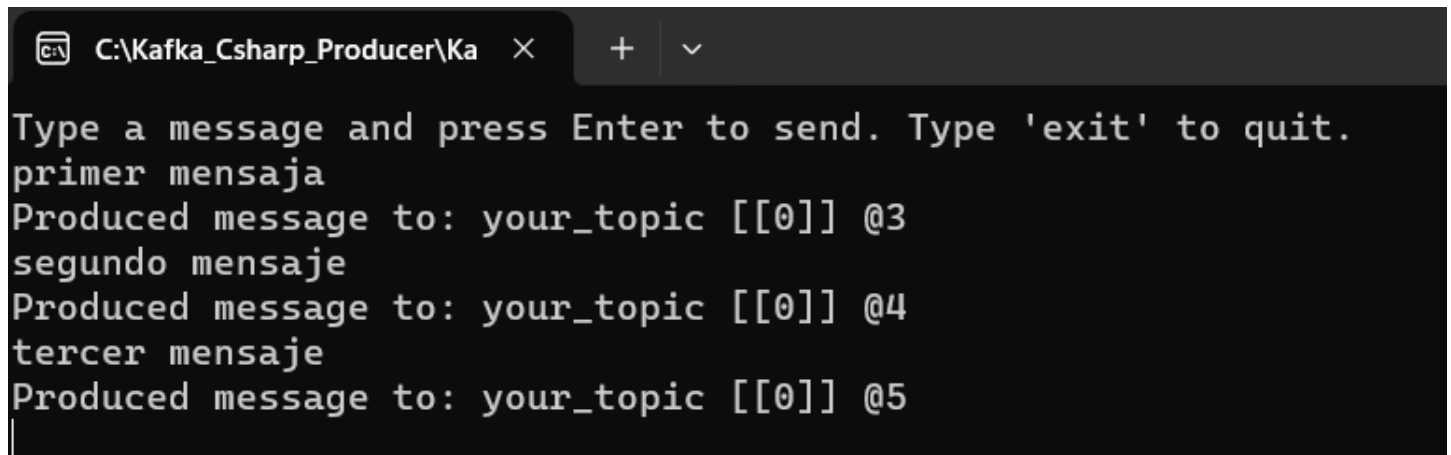 C:\Kafka_Csharp_Producer\Ka
Type a message and press Enter to send. Type 'exit' to quit.
primer mensaja
Produced message to: your_topic [[0]] @3
segundo mensaje
Produced message to: your_topic [[0]] @4
tercer mensaje
Produced message to: your_topic [[0]] @5